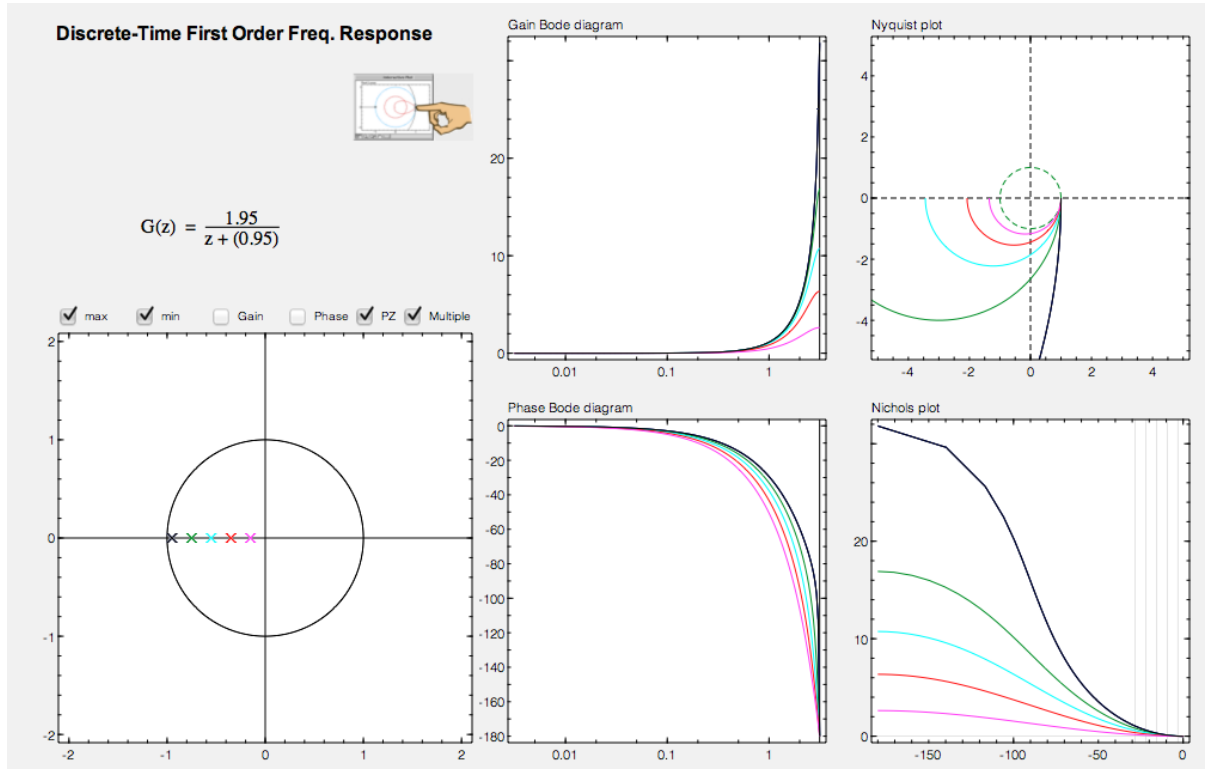 Discrete-Time First Order Freq. Response
G(z) = 1.95
z + (0.95)
max min Gain Phase PZ Multiple
2
1
0
-1
-2
-2 -1 0 1 2
Gain Bode diagram
20
10
0
0.01 0.1 1
Nyquist plot
4
2
0
-2
-4
-4 -2 0 2 4
Phase Bode diagram
0
-20
-40
-60
-80
-100
-120
-140
-160
-180
0.01 0.1 1
Nichols plot
20
10
0
-150 -100 -50 0